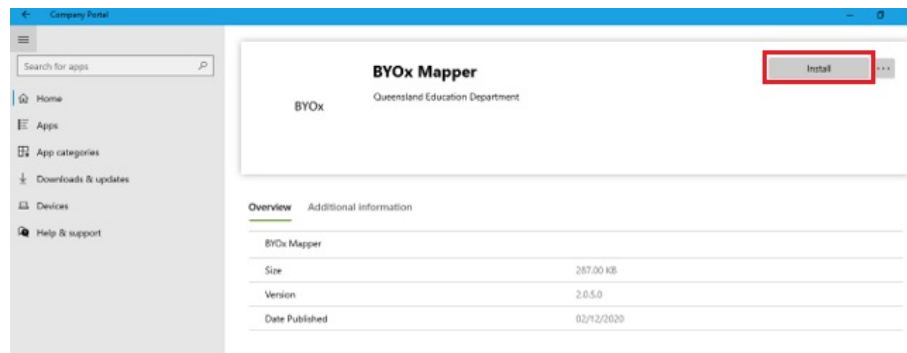 Company Portal
Search for apps
Home
Apps
App categories
Downloads & updates
Devices
Help & support
BYOx
BYOx Mapper
Queensland Education Department
Install
Overview Additional information
BYOx Mapper
Size 287.00 KB
Version 2.0.5.0
Date Published 02/12/2020